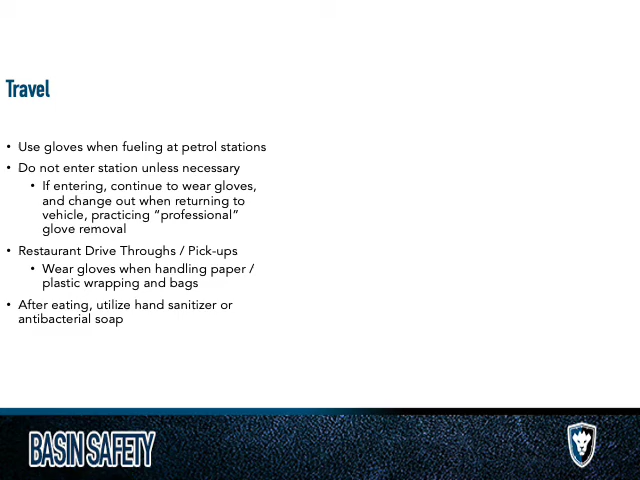 Travel
• Use gloves when fueling at petrol stations
• Do not enter station unless necessary
• If entering, continue to wear gloves,
and change out when returning to
vehicle, practicing “professional”
glove removal
• Restaurant Drive Throughs / Pick-ups
• Wear gloves when handling paper /
plastic wrapping and bags
• After eating, utilize hand sanitizer or
antibacterial soap
BASIN SAFETY